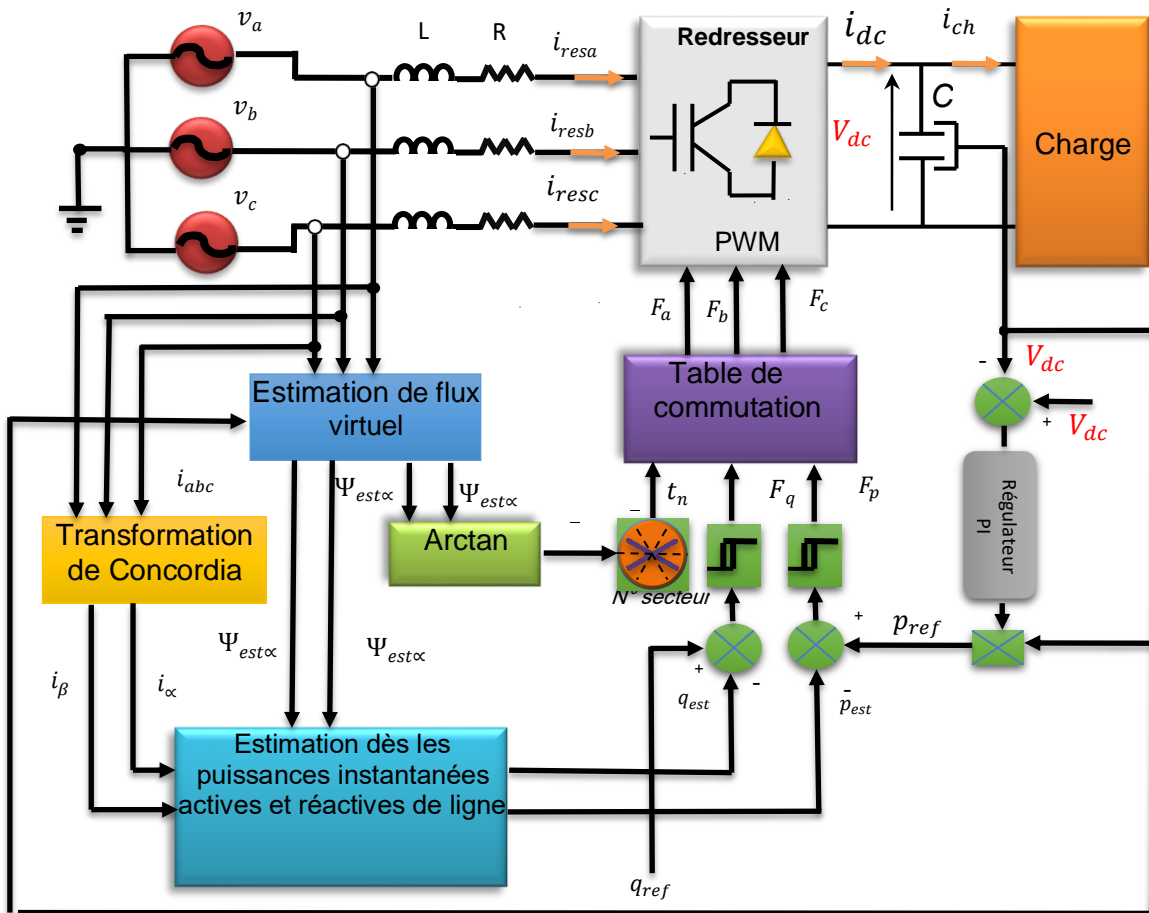 v_a
L
R
i_resa
Redresseur
i_dc
i_ch
v_b
i_resb
V_dc
C
Charge
v_c
i_resc
PWM
F_a
F_b
F_c
Estimation de flux
virtuel
Table de
commutation
-
V_dc
+
V_dc
i_abc
Ψ_est∝
Ψ_est∝
t_n
F_q
F_p
Régulateur
PI
Transformation
de Concordia
Arctan
–
–
N° secteur
Ψ_est∝
Ψ_est∝
+
p_ref
i_β
i_∝
+
-
q_est
-
p_est
Estimation dès les
puissances instantanées
actives et réactives de ligne
q_ref